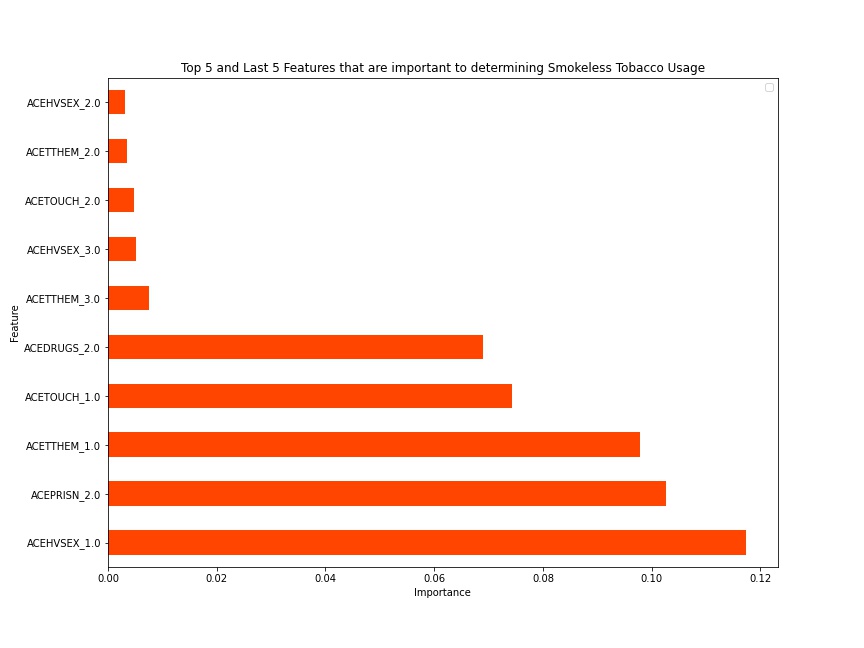 Top 5 and Last 5 Features that are important to determining Smokeless Tobacco Usage
ACEHVSEX_2.0
ACETTHEM_2.0
ACETOUCH_2.0
ACEHVSEX_3.0
ACETTHEM_3.0
Feature
ACEDRUGS_2.0
ACETOUCH_1.0
ACETTHEM_1.0
ACEPRISN_2.0
ACEHVSEX_1.0
0.00 0.02 0.04 0.06 0.08 0.10 0.12
Importance